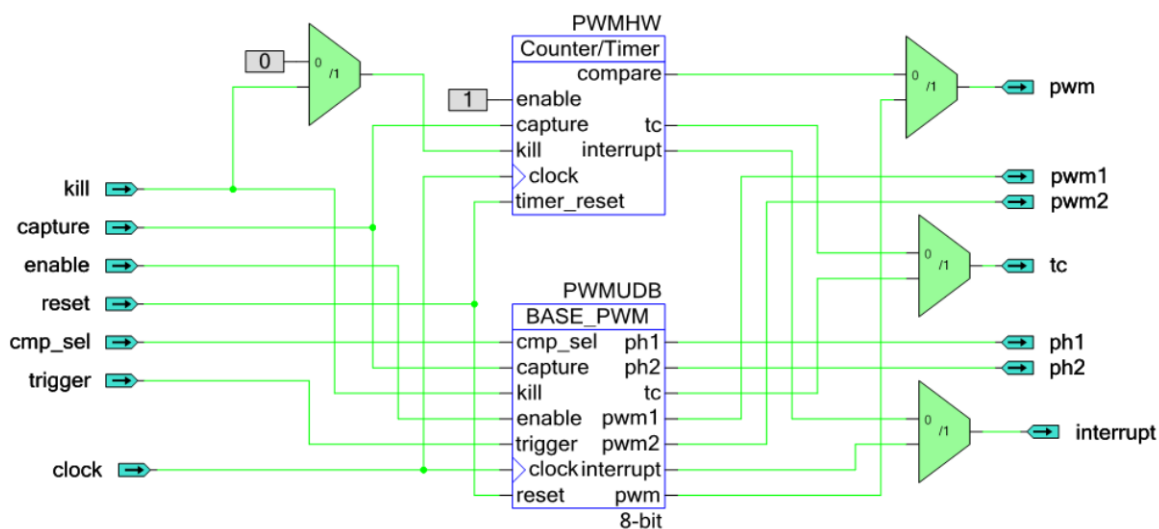 PWMHW
Counter/Timer
0
0
/1
compare
0
/1
pwm
1
enable
capture
tc
kill
interrupt
kill
clock
pwm1
timer_reset
pwm2
capture
0
/1
tc
enable
PWMUDB
reset
BASE_PWM
cmp_sel
cmp_sel
ph1
ph1
capture
ph2
ph2
trigger
kill
tc
enable
pwm1
0
/1
interrupt
trigger
pwm2
clock
clock
interrupt
reset
pwm
8-bit